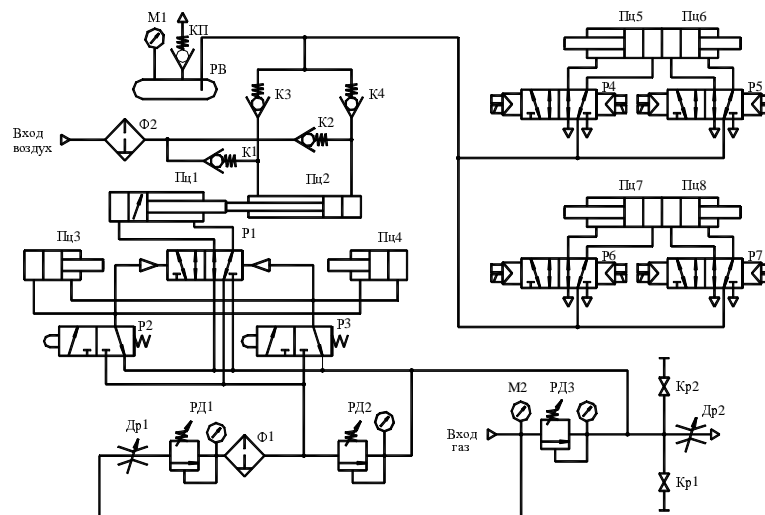 М1
КП
РВ
Пц5
Пц6
К3
К4
Р4
Р5
Вход
воздух
Ф2
К2
К1
Пц1
Пц2
Пц7
Пц8
Р1
Пц3
Пц4
Р6
Р7
Р2
Р3
М2
РД3
Кр2
Др1
РД1
Ф1
РД2
Вход
газ
Др2
Кр1